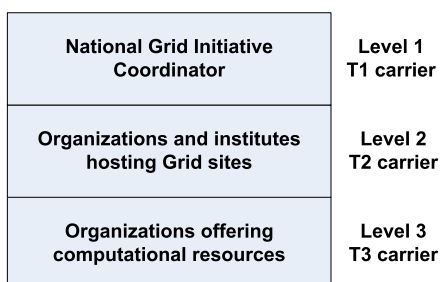 National Grid Initiative
Coordinator
Level 1
T1 carrier
Organizations and institutes
hosting Grid sites
Level 2
T2 carrier
Organizations offering
computational resources
Level 3
T3 carrier